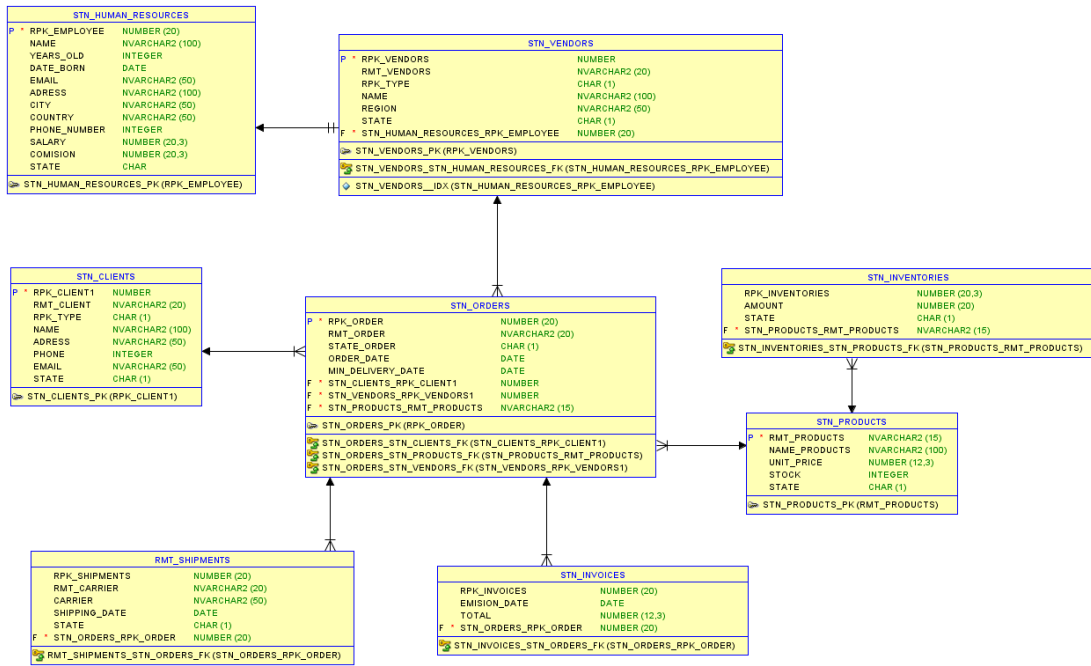 STN_HUMAN_RESOURCES
P * RPK_EMPLOYEE NUMBER (20)
NAME NVARCHAR2 (100)
YEARS_OLD INTEGER
DATE_BORN DATE
EMAIL NVARCHAR2 (50)
ADRESS NVARCHAR2 (100)
CITY NVARCHAR2 (50)
COUNTRY NVARCHAR2 (50)
PHONE_NUMBER INTEGER
SALARY NUMBER (20,3)
COMISION NUMBER (20,3)
STATE CHAR
STN_HUMAN_RESOURCES_PK (RPK_EMPLOYEE)
STN_VENDORS
P * RPK_VENDORS NUMBER
RMT_VENDORS NVARCHAR2 (20)
RPK_TYPE CHAR (1)
NAME NVARCHAR2 (100)
REGION NVARCHAR2 (50)
STATE CHAR (1)
F * STN_HUMAN_RESOURCES_RPK_EMPLOYEE NUMBER (20)
STN_VENDORS_PK (RPK_VENDORS)
STN_VENDORS_STN_HUMAN_RESOURCES_FK (STN_HUMAN_RESOURCES_RPK_EMPLOYEE)
STN_VENDORS__IDX (STN_HUMAN_RESOURCES_RPK_EMPLOYEE)
STN_CLIENTS
P * RPK_CLIENT1 NUMBER
RMT_CLIENT NVARCHAR2 (20)
RPK_TYPE CHAR (1)
NAME NVARCHAR2 (100)
ADRESS NVARCHAR2 (50)
PHONE INTEGER
EMAIL NVARCHAR2 (50)
STATE CHAR (1)
STN_CLIENTS_PK (RPK_CLIENT1)
STN_ORDERS
P * RPK_ORDER NUMBER (20)
RMT_ORDER NVARCHAR2 (20)
STATE_ORDER CHAR (1)
ORDER_DATE DATE
MIN_DELIVERY_DATE DATE
F * STN_CLIENTS_RPK_CLIENT1 NUMBER
F * STN_VENDORS_RPK_VENDORS1 NUMBER
F * STN_PRODUCTS_RMT_PRODUCTS NVARCHAR2 (15)
STN_ORDERS_PK (RPK_ORDER)
STN_ORDERS_STN_CLIENTS_FK (STN_CLIENTS_RPK_CLIENT1)
STN_ORDERS_STN_PRODUCTS_FK (STN_PRODUCTS_RMT_PRODUCTS)
STN_ORDERS_STN_VENDORS_FK (STN_VENDORS_RPK_VENDORS1)
STN_INVENTORIES
RPK_INVENTORIES NUMBER (20,3)
AMOUNT NUMBER (20)
STATE CHAR (1)
F * STN_PRODUCTS_RMT_PRODUCTS NVARCHAR2 (15)
STN_INVENTORIES_STN_PRODUCTS_FK (STN_PRODUCTS_RMT_PRODUCTS)
STN_PRODUCTS
P * RMT_PRODUCTS NVARCHAR2 (15)
NAME_PRODUCTS NVARCHAR2 (100)
UNIT_PRICE NUMBER (12,3)
STOCK INTEGER
STATE CHAR (1)
STN_PRODUCTS_PK (RMT_PRODUCTS)
RMT_SHIPMENTS
RPK_SHIPMENTS NUMBER (20)
RMT_CARRIER NVARCHAR2 (20)
CARRIER NVARCHAR2 (50)
SHIPPING_DATE DATE
STATE CHAR (1)
F * STN_ORDERS_RPK_ORDER NUMBER (20)
RMT_SHIPMENTS_STN_ORDERS_FK (STN_ORDERS_RPK_ORDER)
STN_INVOICES
RPK_INVOICES NUMBER (20)
EMISION_DATE DATE
TOTAL NUMBER (12,3)
F * STN_ORDERS_RPK_ORDER NUMBER (20)
STN_INVOICES_STN_ORDERS_FK (STN_ORDERS_RPK_ORDER)